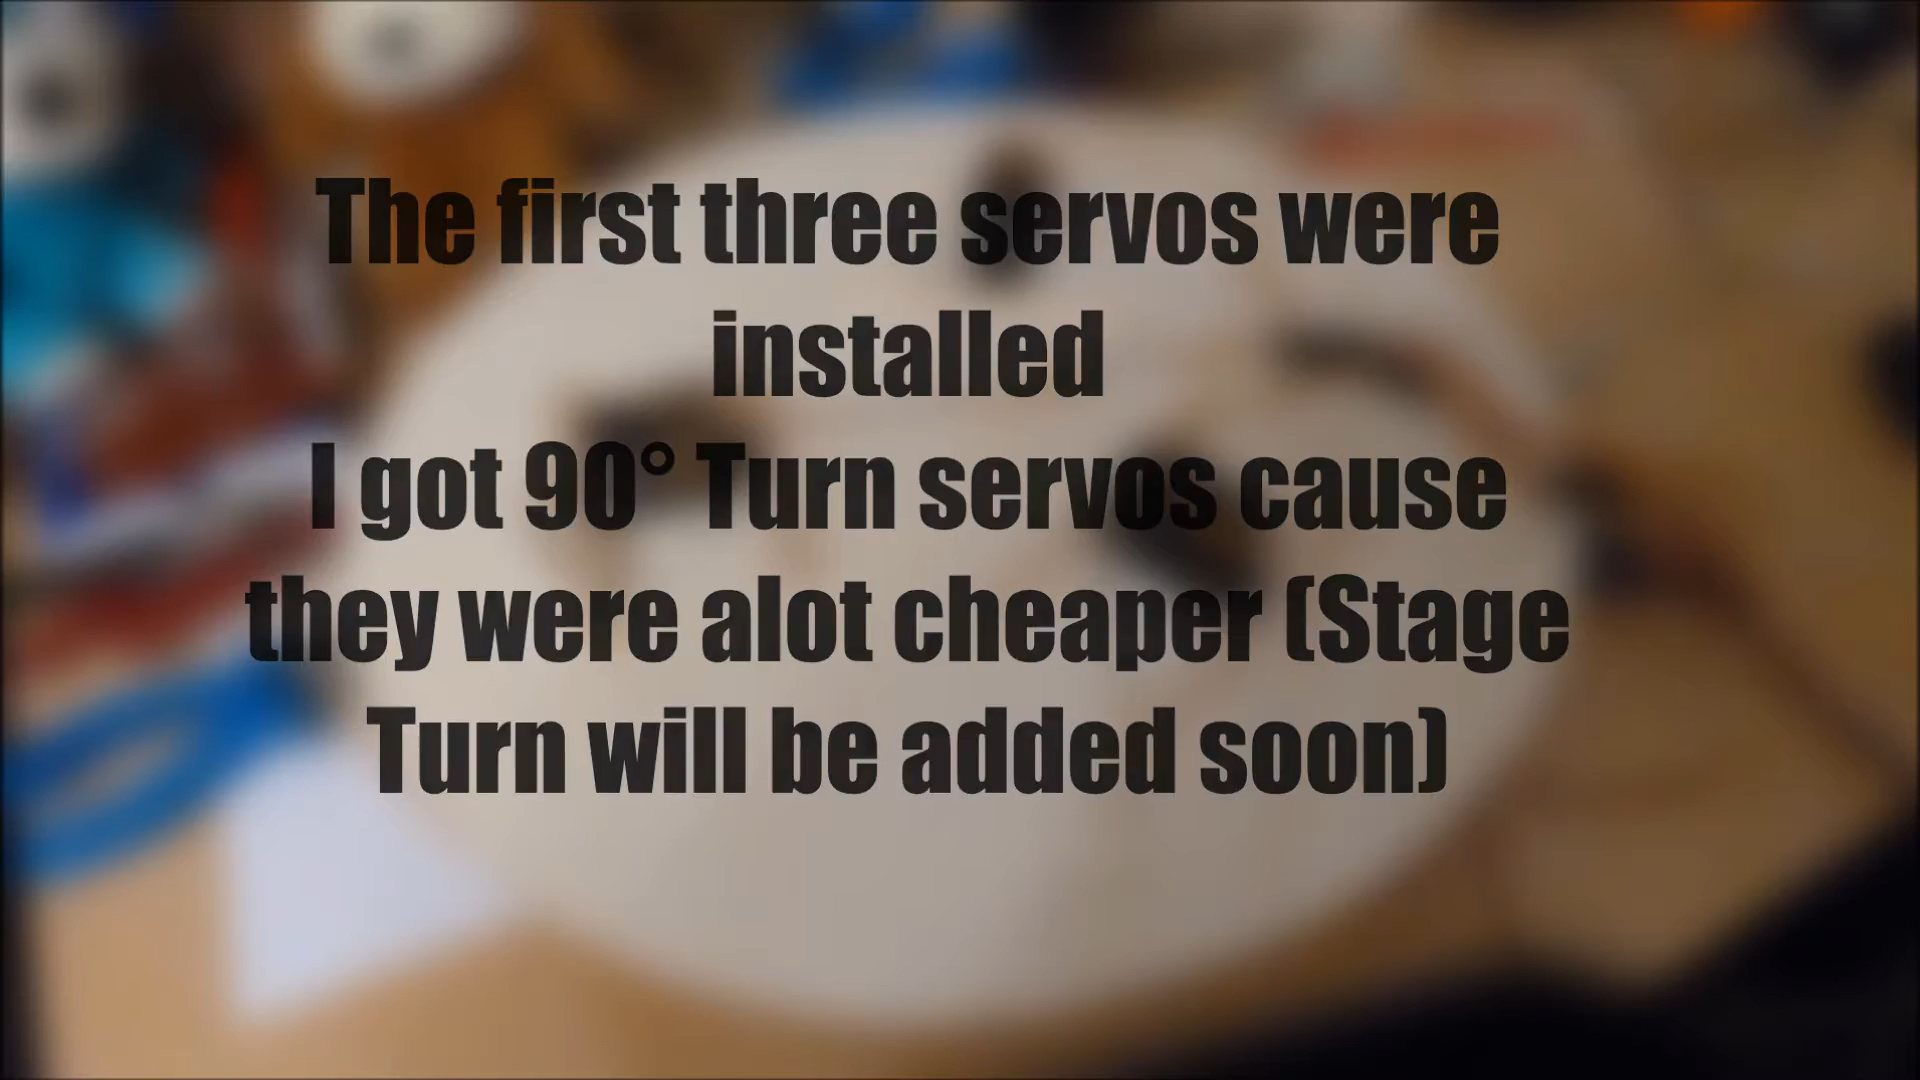 The first three servos were
installed
I got 90° Turn servos cause
they were alot cheaper (Stage
Turn will be added soon)